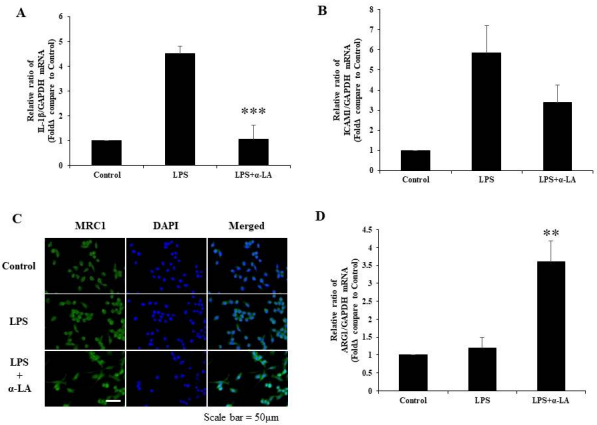 A
Relative ratio of
IL-1β/GAPDH mRNA
(FoldΔ compare to Control)
6
5
4
3
2
1
0
***
Control
LPS
LPS+α-LA
B
Relative ratio of
ICAM1/GAPDH mRNA
(FoldΔ compare to Control)
8
7
6
5
4
3
2
1
0
Control
LPS
LPS+α-LA
C
MRC1
DAPI
Merged
Control
LPS
LPS
+
α-LA
Scale bar = 50μm
D
Relative ratio of
ARG1/GAPDH mRNA
(FoldΔ compare to Control)
4.5
4
3.5
3
2.5
2
1.5
1
0.5
0
**
Control
LPS
LPS+α-LA